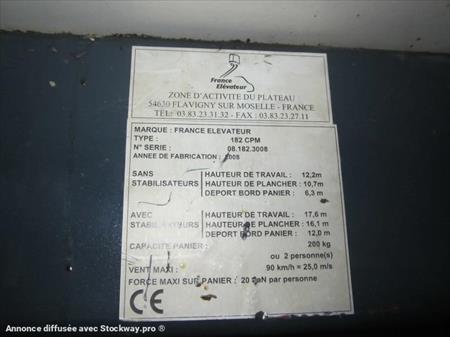 France
Elévateur
ZONE D'ACTIVITE DU PLATEAU
54630 FLAVIGNY SUR MOSELLE - FRANCE
TEL: 03.83.23.31.32 - FAX : 03.83.23.27.11
MARQUE : FRANCE ELEVATEUR
TYPE : 182 CPM
N° SERIE : 08.182.3008
ANNEE DE FABRICATION : 2008
SANS STABILISATEURS
HAUTEUR DE TRAVAIL : 12,2m
HAUTEUR DE PLANCHER : 10,7m
DEPORT BORD PANIER : 6,3 m
AVEC STABILISATEURS
HAUTEUR DE TRAVAIL : 17,6 m
HAUTEUR DE PLANCHER : 16,1 m
DEPORT BORD PANIER : 12,0 m
CAPACITE PANIER : 200 kg
ou 2 personne(s)
VENT MAXI : 90 km/h = 25,0 m/s
FORCE MAXI SUR PANIER : 20 daN par personne
CE
Annonce diffusée avec Stockway.pro ®